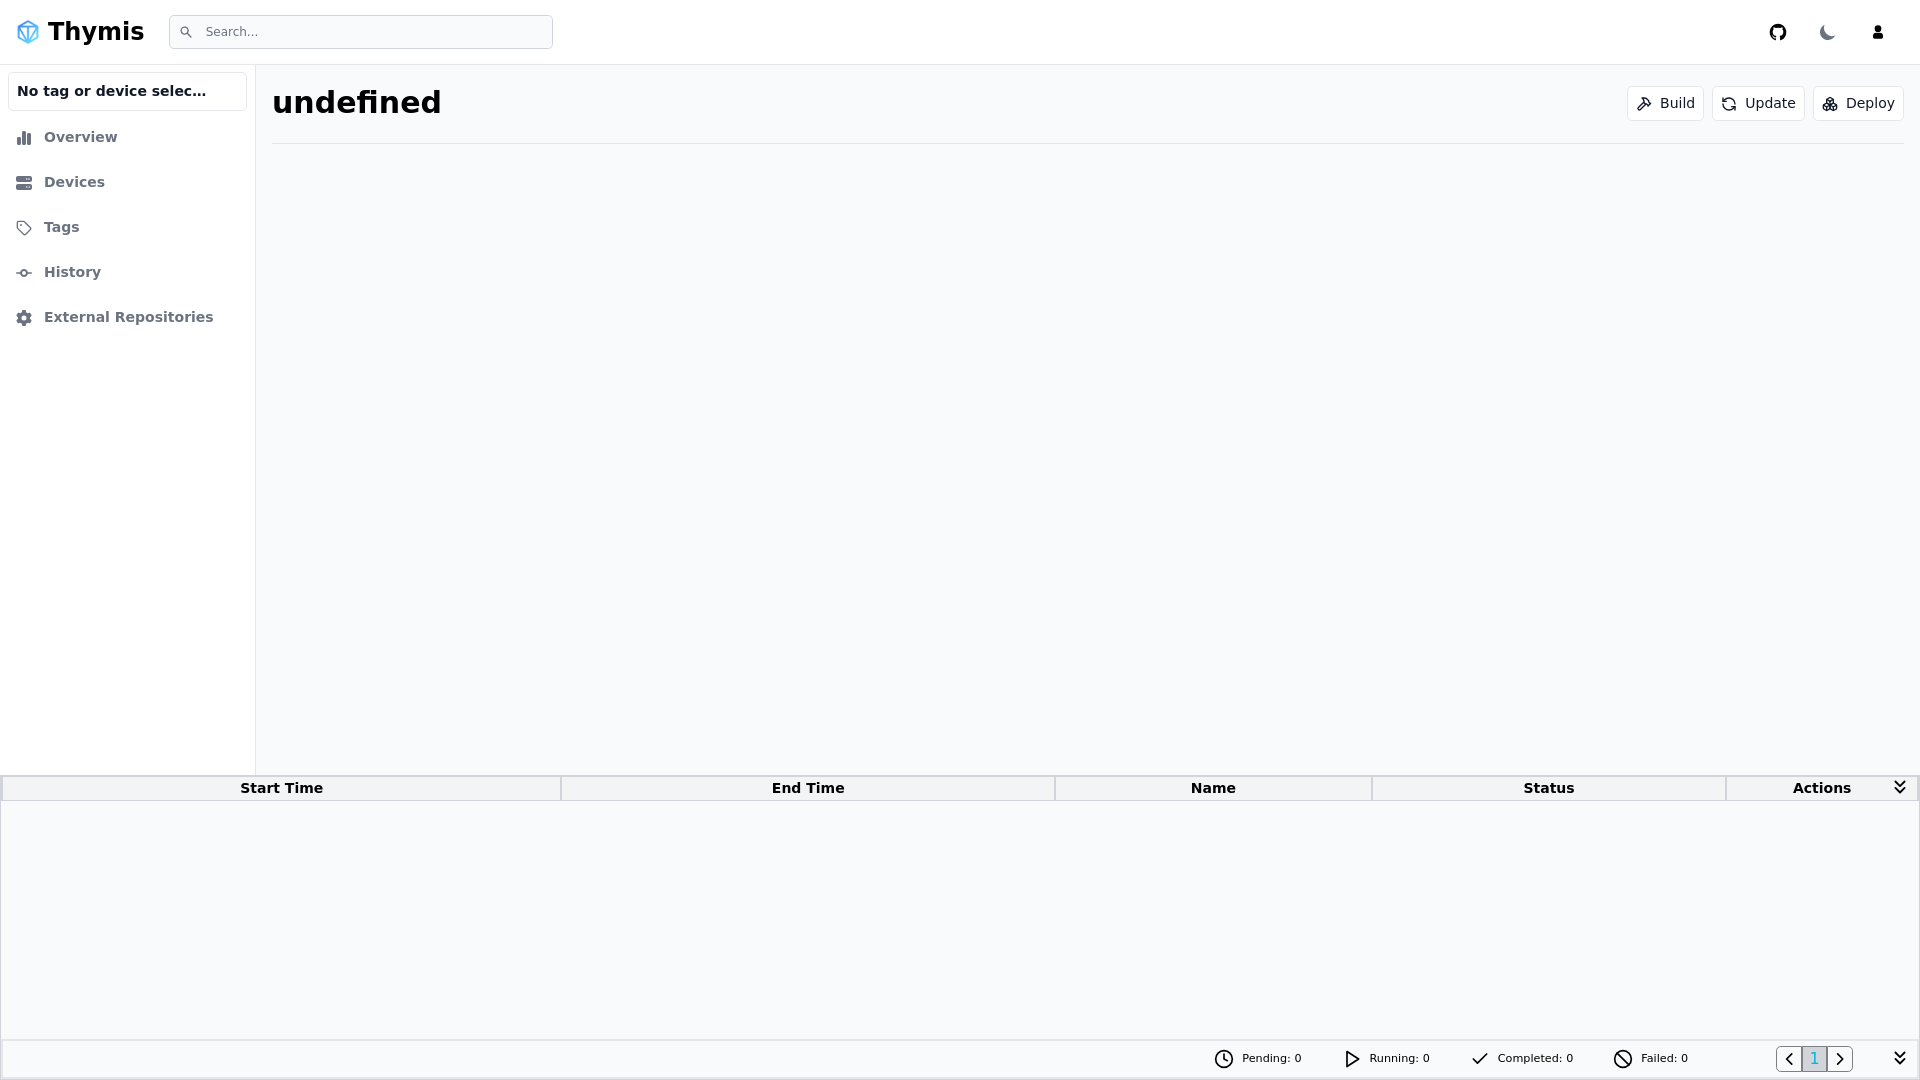 Thymis
Search...
No tag or device selec...
Overview
Devices
Tags
History
External Repositories
undefined
Build
Update
Deploy
Start Time
End Time
Name
Status
Actions
Pending: 0
Running: 0
Completed: 0
Failed: 0
1